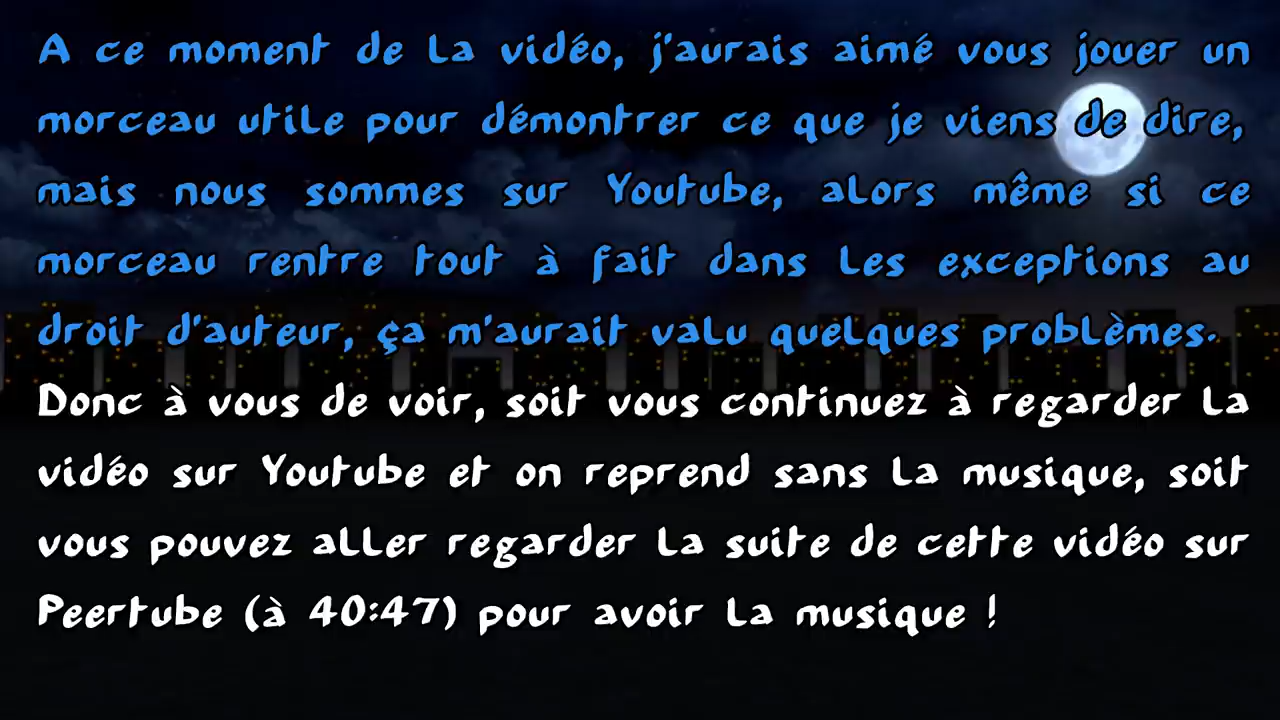 A ce moment de la vidéo, j'aurais aimé vous jouer un
morceau utile pour démontrer ce que je viens de dire,
mais nous sommes sur Youtube, alors même si ce
morceau rentre tout à fait dans les exceptions au
droit d'auteur, ça m'aurait valu quelques problèmes.
Donc à vous de voir, soit vous continuez à regarder la
vidéo sur Youtube et on reprend sans la musique, soit
vous pouvez aller regarder la suite de cette vidéo sur
Peertube (à 40:47) pour avoir la musique !